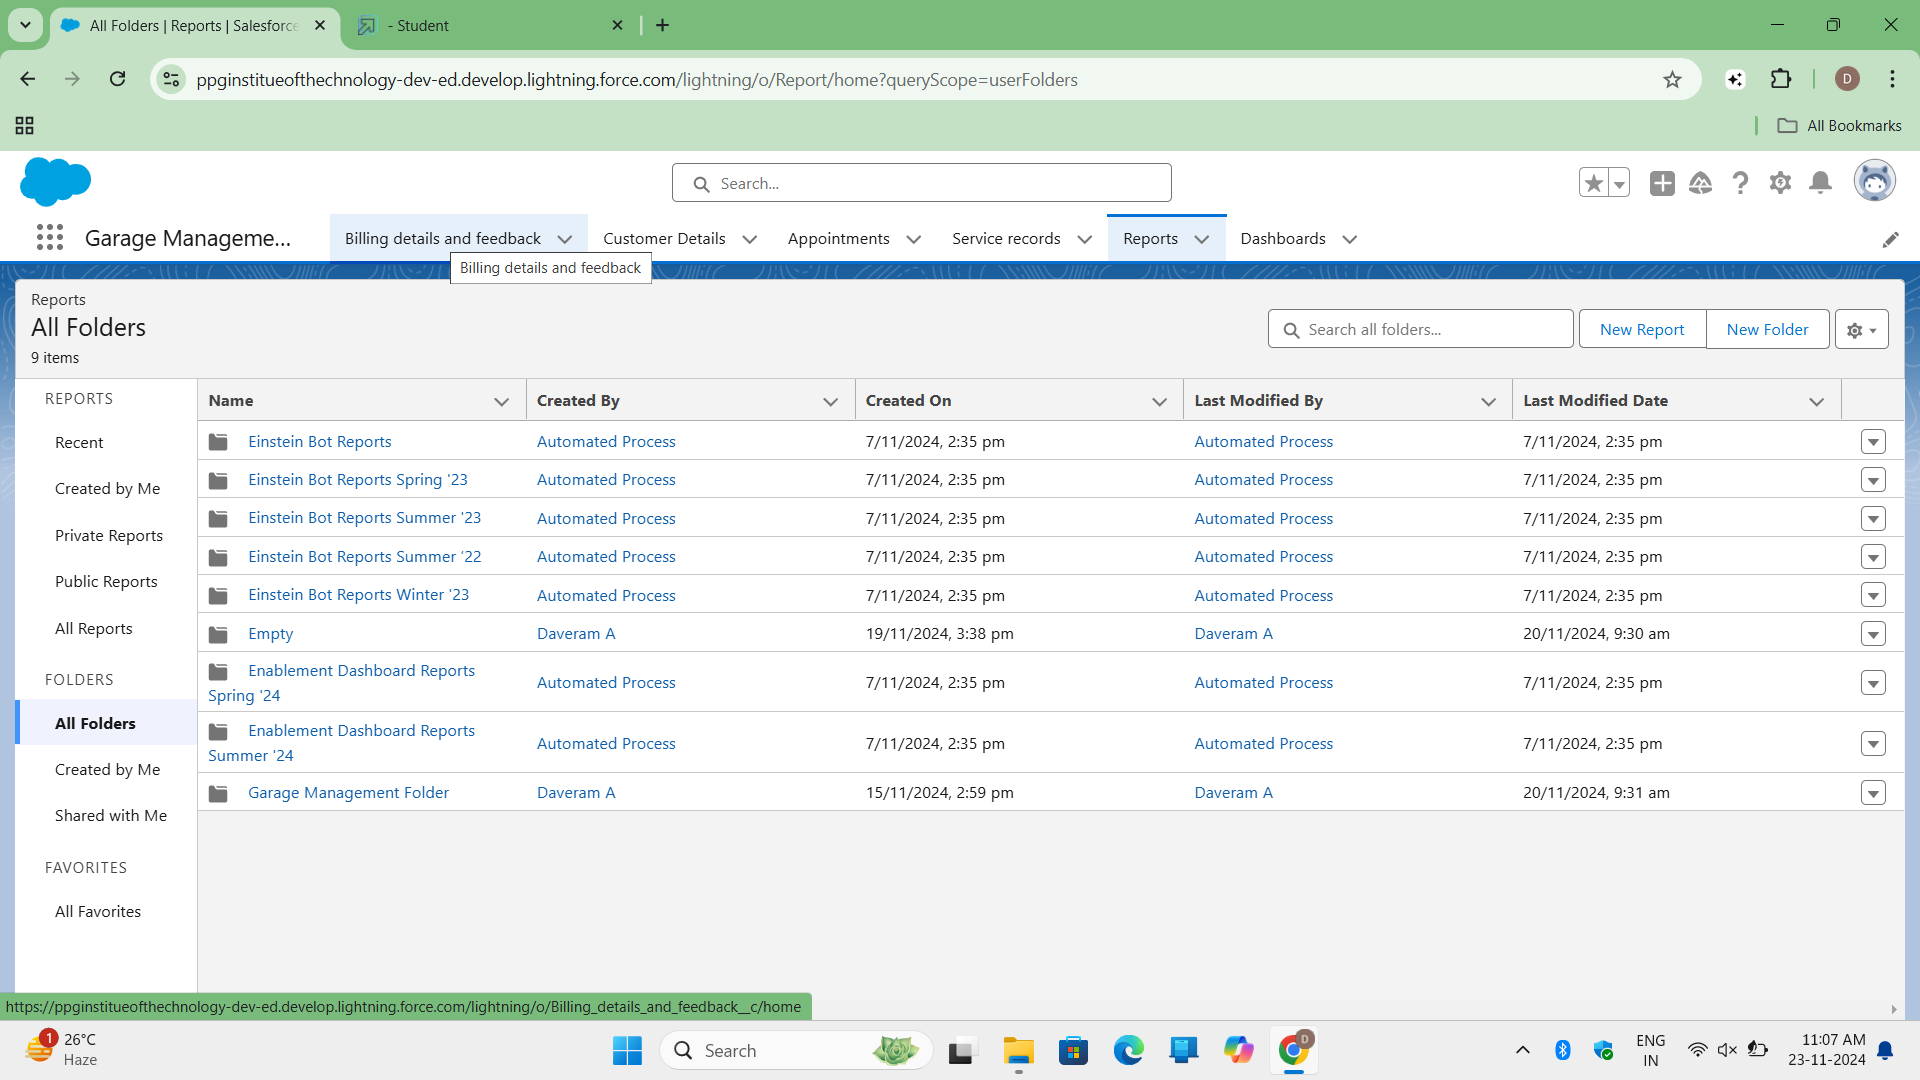 All Folders | Reports | Salesforce
- Student
ppginstitueofthechnology-dev-ed.develop.lightning.force.com/lightning/o/Report/home?queryScope=userFolders
D
All Bookmarks
Search...
Garage Manageme...
Billing details and feedback
Customer Details
Appointments
Service records
Reports
Dashboards
Billing details and feedback
Reports
All Folders
9 items
Search all folders...
New Report
New Folder
REPORTS
Recent
Created by Me
Private Reports
Public Reports
All Reports
FOLDERS
All Folders
Created by Me
Shared with Me
FAVORITES
All Favorites
Name Created By Created On Last Modified By Last Modified Date
Einstein Bot Reports Automated Process 7/11/2024, 2:35 pm Automated Process 7/11/2024, 2:35 pm
Einstein Bot Reports Spring '23 Automated Process 7/11/2024, 2:35 pm Automated Process 7/11/2024, 2:35 pm
Einstein Bot Reports Summer '23 Automated Process 7/11/2024, 2:35 pm Automated Process 7/11/2024, 2:35 pm
Einstein Bot Reports Summer '22 Automated Process 7/11/2024, 2:35 pm Automated Process 7/11/2024, 2:35 pm
Einstein Bot Reports Winter '23 Automated Process 7/11/2024, 2:35 pm Automated Process 7/11/2024, 2:35 pm
Empty Daveram A 19/11/2024, 3:38 pm Daveram A 20/11/2024, 9:30 am
Enablement Dashboard Reports
Spring '24 Automated Process 7/11/2024, 2:35 pm Automated Process 7/11/2024, 2:35 pm
Enablement Dashboard Reports
Summer '24 Automated Process 7/11/2024, 2:35 pm Automated Process 7/11/2024, 2:35 pm
Garage Management Folder Daveram A 15/11/2024, 2:59 pm Daveram A 20/11/2024, 9:31 am
https://ppginstitueofthechnology-dev-ed.develop.lightning.force.com/lightning/o/Billing_details_and_feedback__c/home
1
26°C
Haze
Search
D
ENG
IN
11:07 AM
23-11-2024